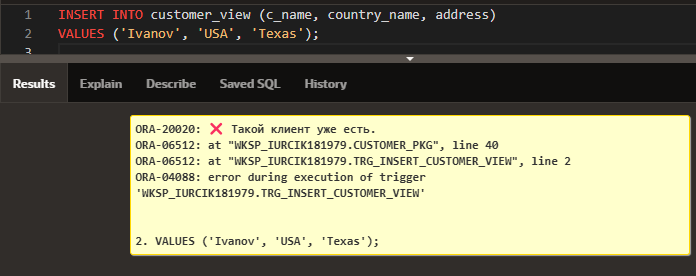 1 INSERT INTO customer_view (c_name, country_name, address)
2 VALUES ('Ivanov', 'USA', 'Texas');
3
Results Explain Describe Saved SQL History
ORA-20020: ❌ Такой клиент уже есть.
ORA-06512: at "WKSP_IURCIK181979.CUSTOMER_PKG", line 40
ORA-06512: at "WKSP_IURCIK181979.TRG_INSERT_CUSTOMER_VIEW", line 2
ORA-04088: error during execution of trigger
'WKSP_IURCIK181979.TRG_INSERT_CUSTOMER_VIEW'
2. VALUES ('Ivanov', 'USA', 'Texas');